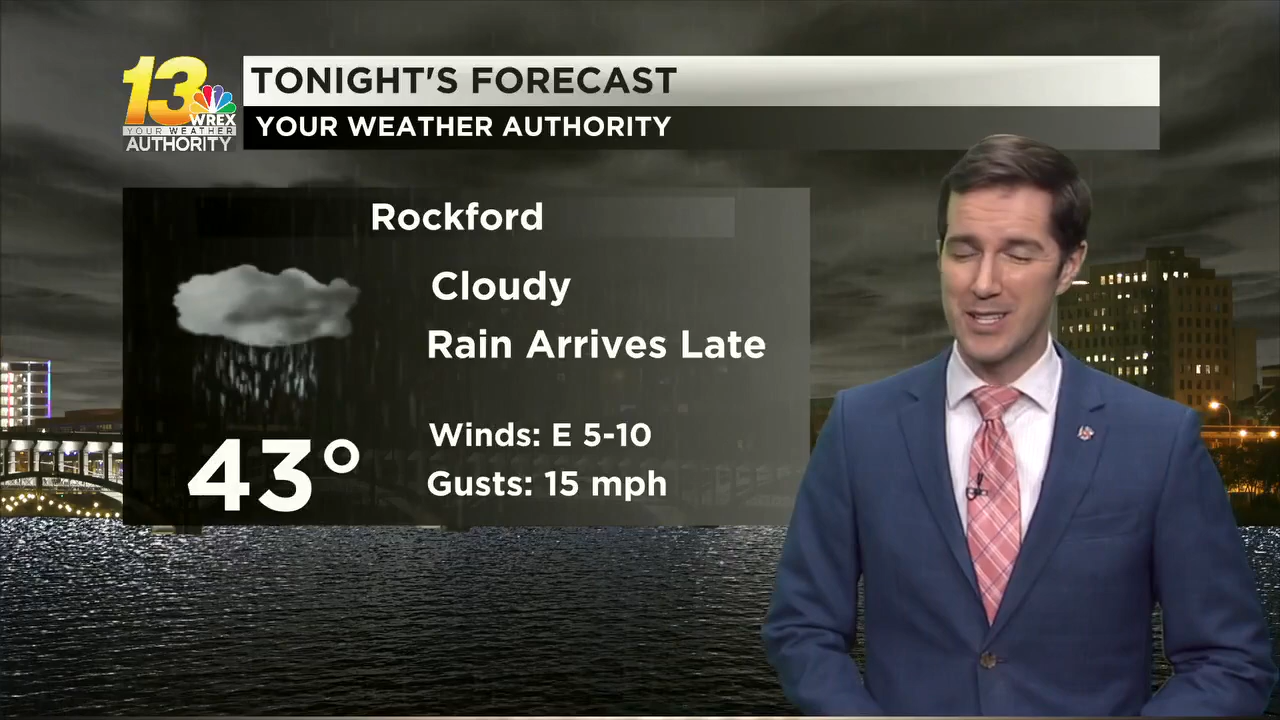 13
WREX
YOUR WEATHER
AUTHORITY
TONIGHT'S FORECAST
YOUR WEATHER AUTHORITY
Rockford
Cloudy
Rain Arrives Late
43°
Winds: E 5-10
Gusts: 15 mph